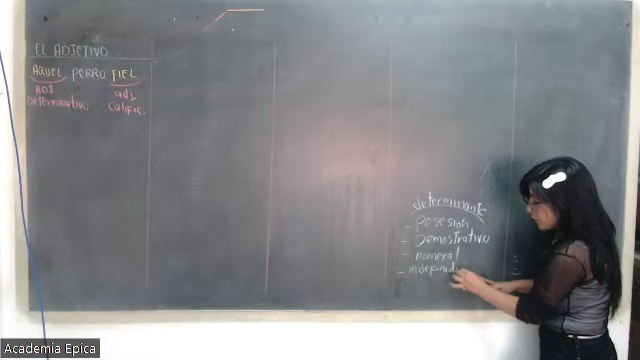 EL ADJETIVO
AQUEL PERRO FIEL
ADJ adj.
Determinativo Calific.
determinante
- Posesión
- Demostrativo
- numeral
- indefinido
Academia Epica